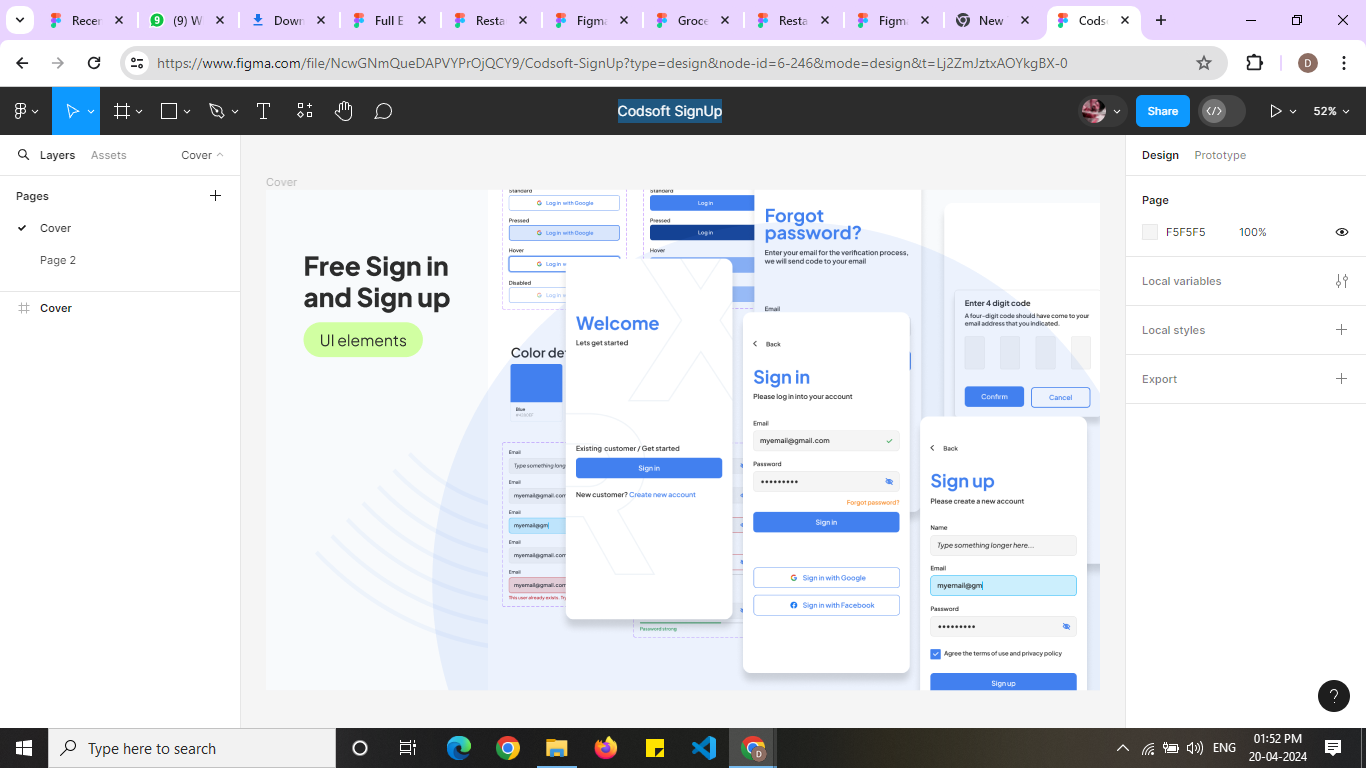 Recen
(9) W
Down
Full E
Resta
Figma
Groce
Resta
Figma
New
Cods
https://www.figma.com/file/NcwGNmQueDAPVYPrOjQCY9/Codsoft-SignUp?type=design&node-id=6-246&mode=design&t=Lj2ZmJztxAOYkgBX-0
D
Codsoft SignUp
Share
52%
Layers
Assets
Cover
Pages
Cover
Page 2
Cover
Cover
Free Sign in
and Sign up
UI elements
Standard
Log in with Google
Pressed
Log in with Google
Hover
Log in w
Disabled
Log in w
Standard
Log in
Pressed
Log in
Hover
Color de
Blue
Email
Type something long
myemail@gmail.com
Email
myemail@gm
Email
myemail@gmail.com
Email
myemail@gmail.com
This user already exists. Try
Password strong
Welcome
Lets get started
Existing customer / Get started
Sign in
New customer? Create new account
Forgot
password?
Enter your email for the verification process,
we will send code to your email
Email
Back
Sign in
Please log in into your account
Email
myemail@gmail.com
Password
Forgot password?
Sign in
Sign in with Google
Sign in with Facebook
Enter 4 digit code
A four-digit code should have come to your
email address that you indicated.
Confirm
Cancel
Back
Sign up
Please create a new account
Name
Type something longer here...
Email
myemail@gm
Password
Agree the terms of use and privacy policy
Sign up
Design
Prototype
Page
F5F5F5
100%
Local variables
Local styles
Export
?
Type here to search
ENG
01:52 PM
20-04-2024